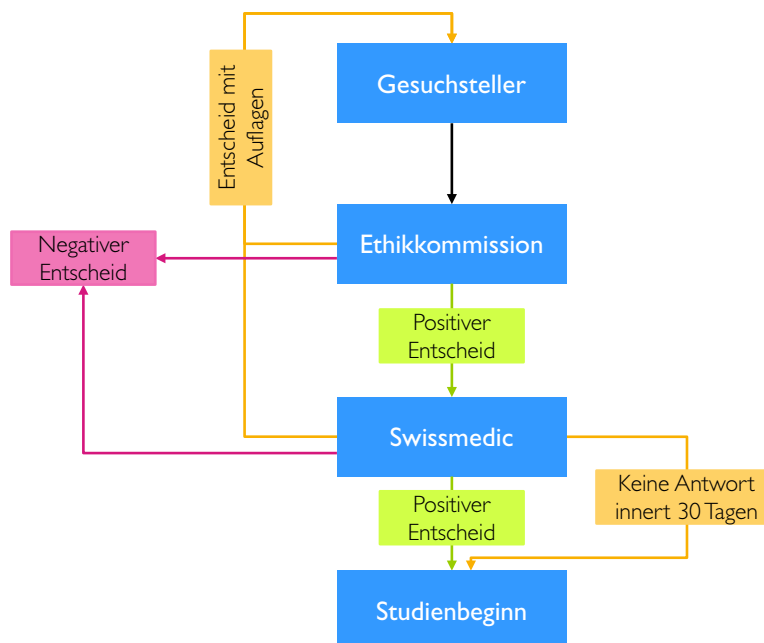 Gesuchsteller
Entscheid mit
Auflagen
Ethikkommission
Negativer
Entscheid
Positiver
Entscheid
Swissmedic
Keine Antwort
innert 30 Tagen
Positiver
Entscheid
Studienbeginn